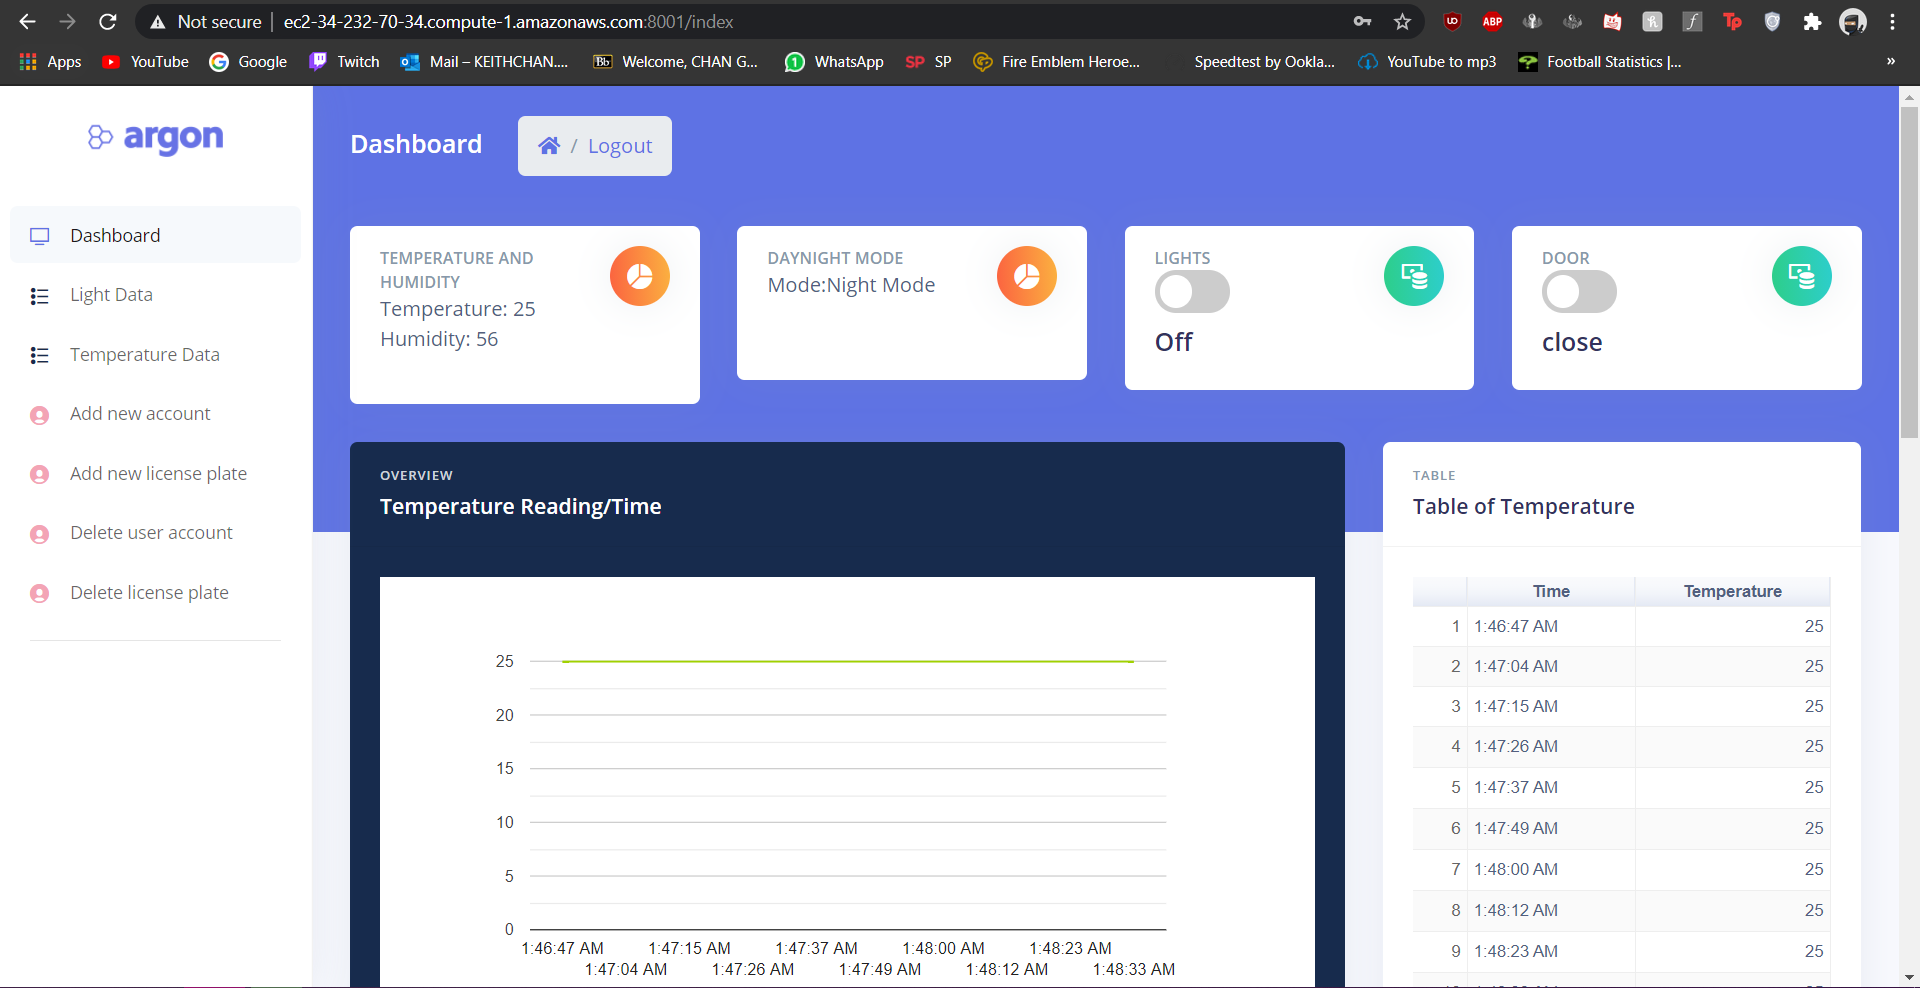 Not secure | ec2-34-232-70-34.compute-1.amazonaws.com:8001/index
UD ABP h f Tp
Apps YouTube Google Twitch Mail – KEITHCHAN.... Bb Welcome, CHAN G... 1 WhatsApp SP SP Fire Emblem Heroe... Speedtest by Ookla... YouTube to mp3 Football Statistics |... »
argon
Dashboard
Light Data
Temperature Data
Add new account
Add new license plate
Delete user account
Delete license plate
Dashboard / Logout
TEMPERATURE AND
HUMIDITY
Temperature: 25
Humidity: 56
DAYNIGHT MODE
Mode:Night Mode
LIGHTS
Off
DOOR
close
OVERVIEW
Temperature Reading/Time
25
20
15
10
5
0
1:46:47 AM 1:47:15 AM 1:47:37 AM 1:48:00 AM 1:48:23 AM
1:47:04 AM 1:47:26 AM 1:47:49 AM 1:48:12 AM 1:48:33 AM
TABLE
Table of Temperature
Time Temperature
1 1:46:47 AM 25
2 1:47:04 AM 25
3 1:47:15 AM 25
4 1:47:26 AM 25
5 1:47:37 AM 25
6 1:47:49 AM 25
7 1:48:00 AM 25
8 1:48:12 AM 25
9 1:48:23 AM 25